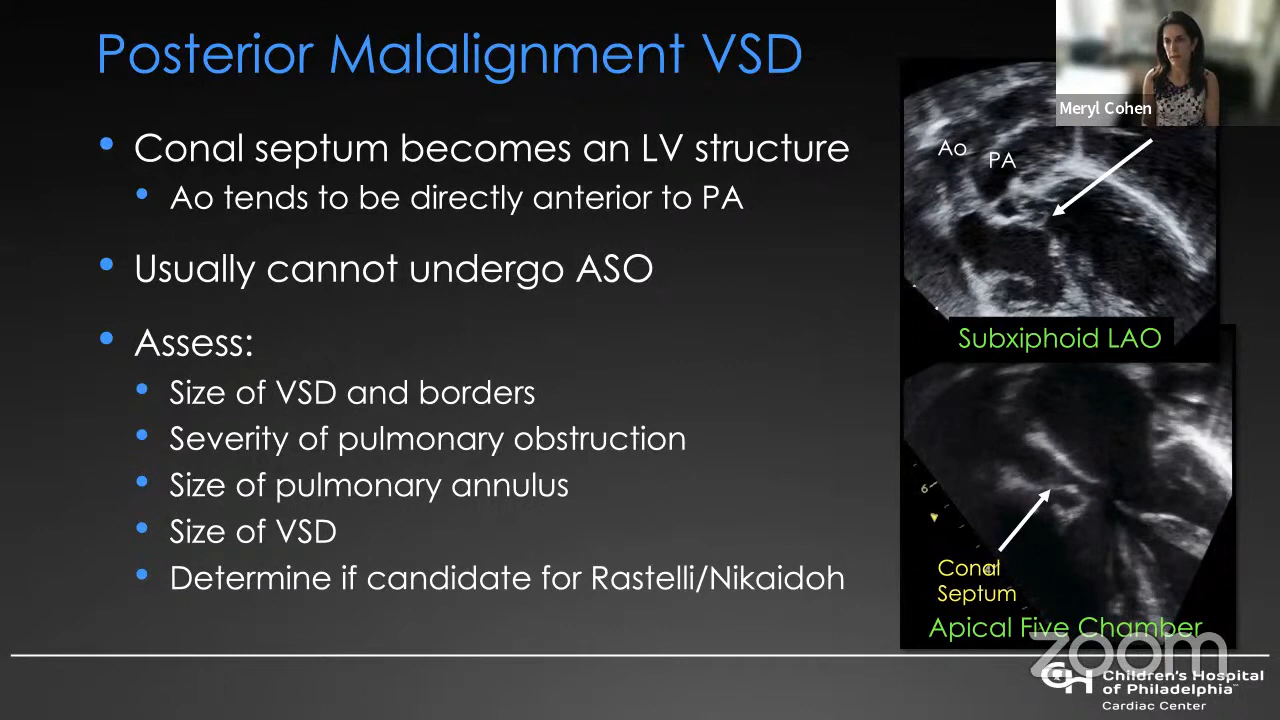 Posterior Malalignment VSD
Meryl Cohen
• Conal septum becomes an LV structure
• Ao tends to be directly anterior to PA
• Usually cannot undergo ASO
• Assess:
• Size of VSD and borders
• Severity of pulmonary obstruction
• Size of pulmonary annulus
• Size of VSD
• Determine if candidate for Rastelli/Nikaidoh
Ao
PA
Subxiphoid LAO
6
Conal
Septum
Apical Five Chamber
zoom
Children's Hospital
of Philadelphia
Cardiac Center